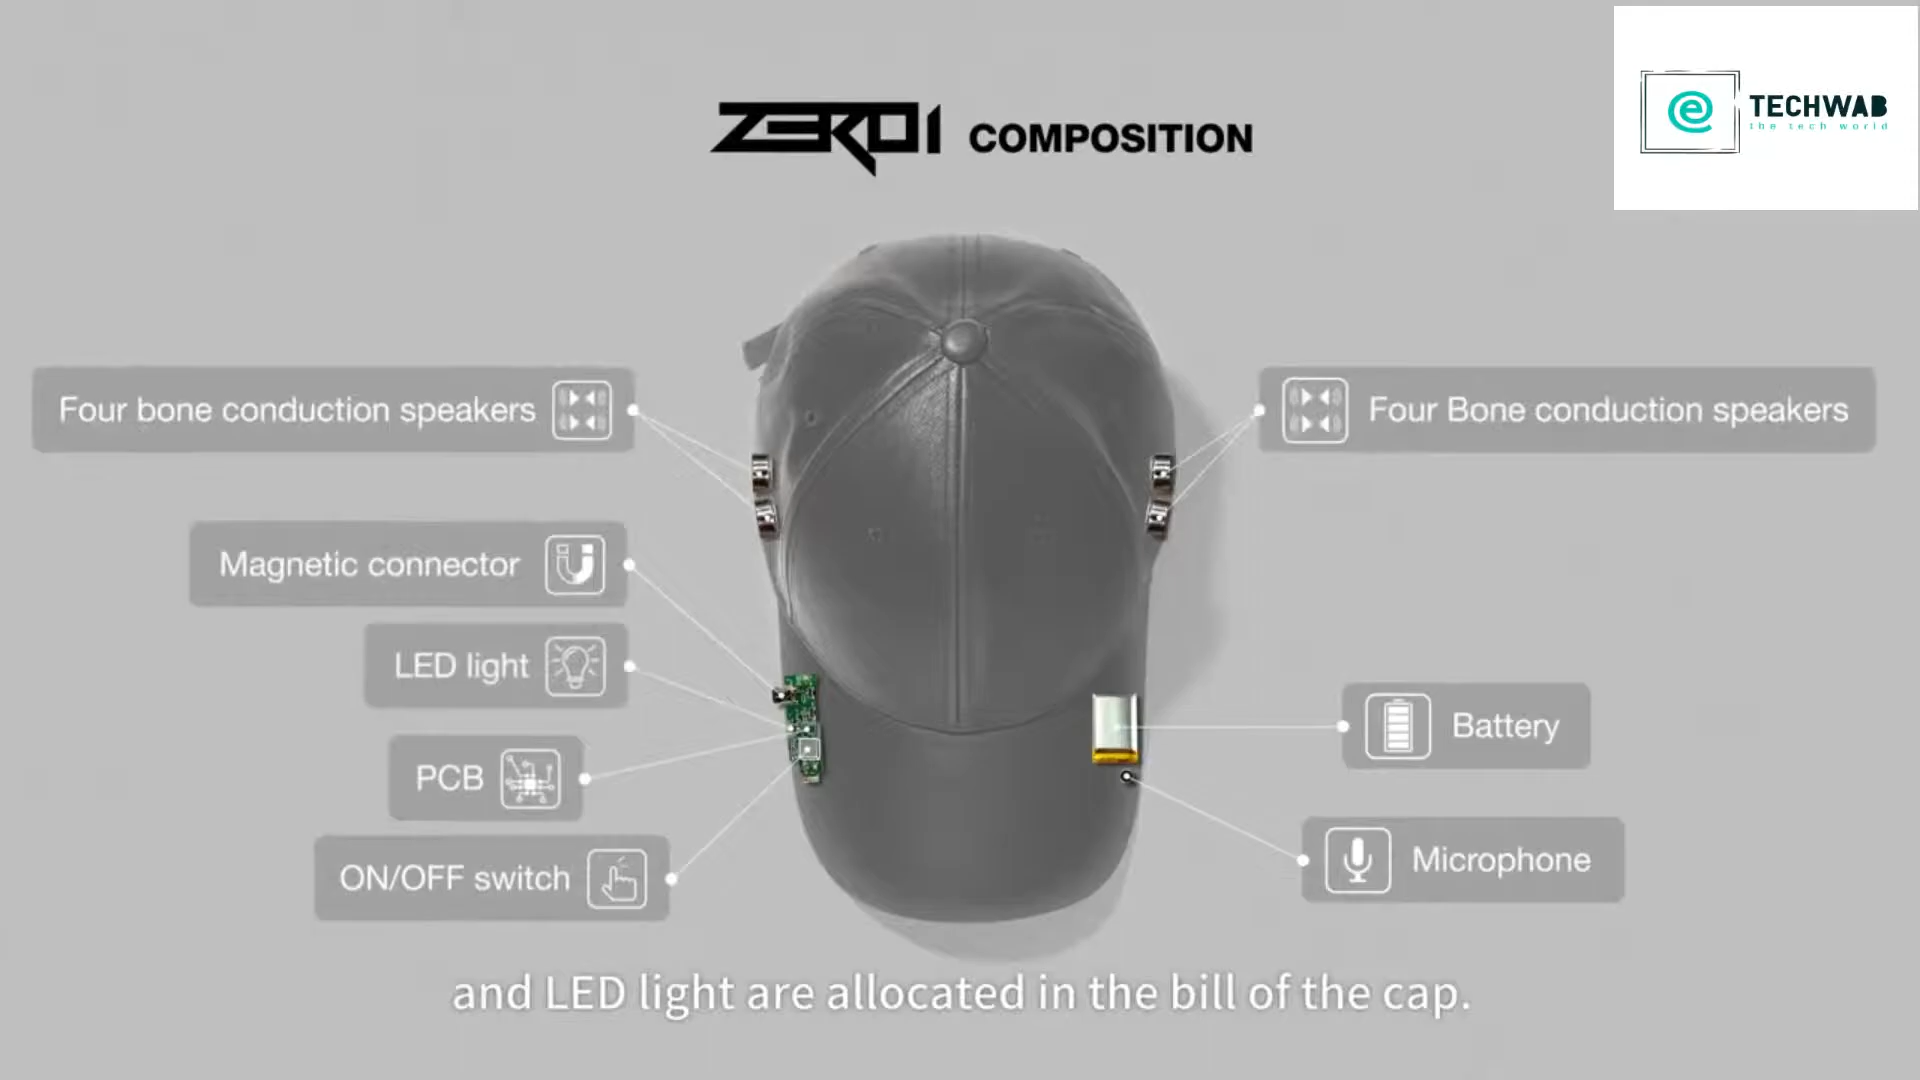 ZERO1 COMPOSITION
e TECHWAB
the tech world
Four bone conduction speakers
Four Bone conduction speakers
Magnetic connector
LED light
PCB
Battery
ON/OFF switch
Microphone
and LED light are allocated in the bill of the cap.